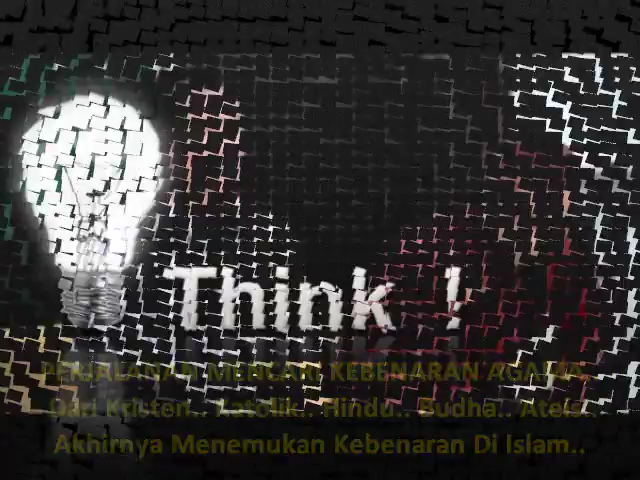 Think !
PERJALANAN MENCARI KEBENARAN AGAMA..
Dari Kristen.. Katolik.. Hindu.. Budha.. Ateis..
Akhirnya Menemukan Kebenaran Di Islam..